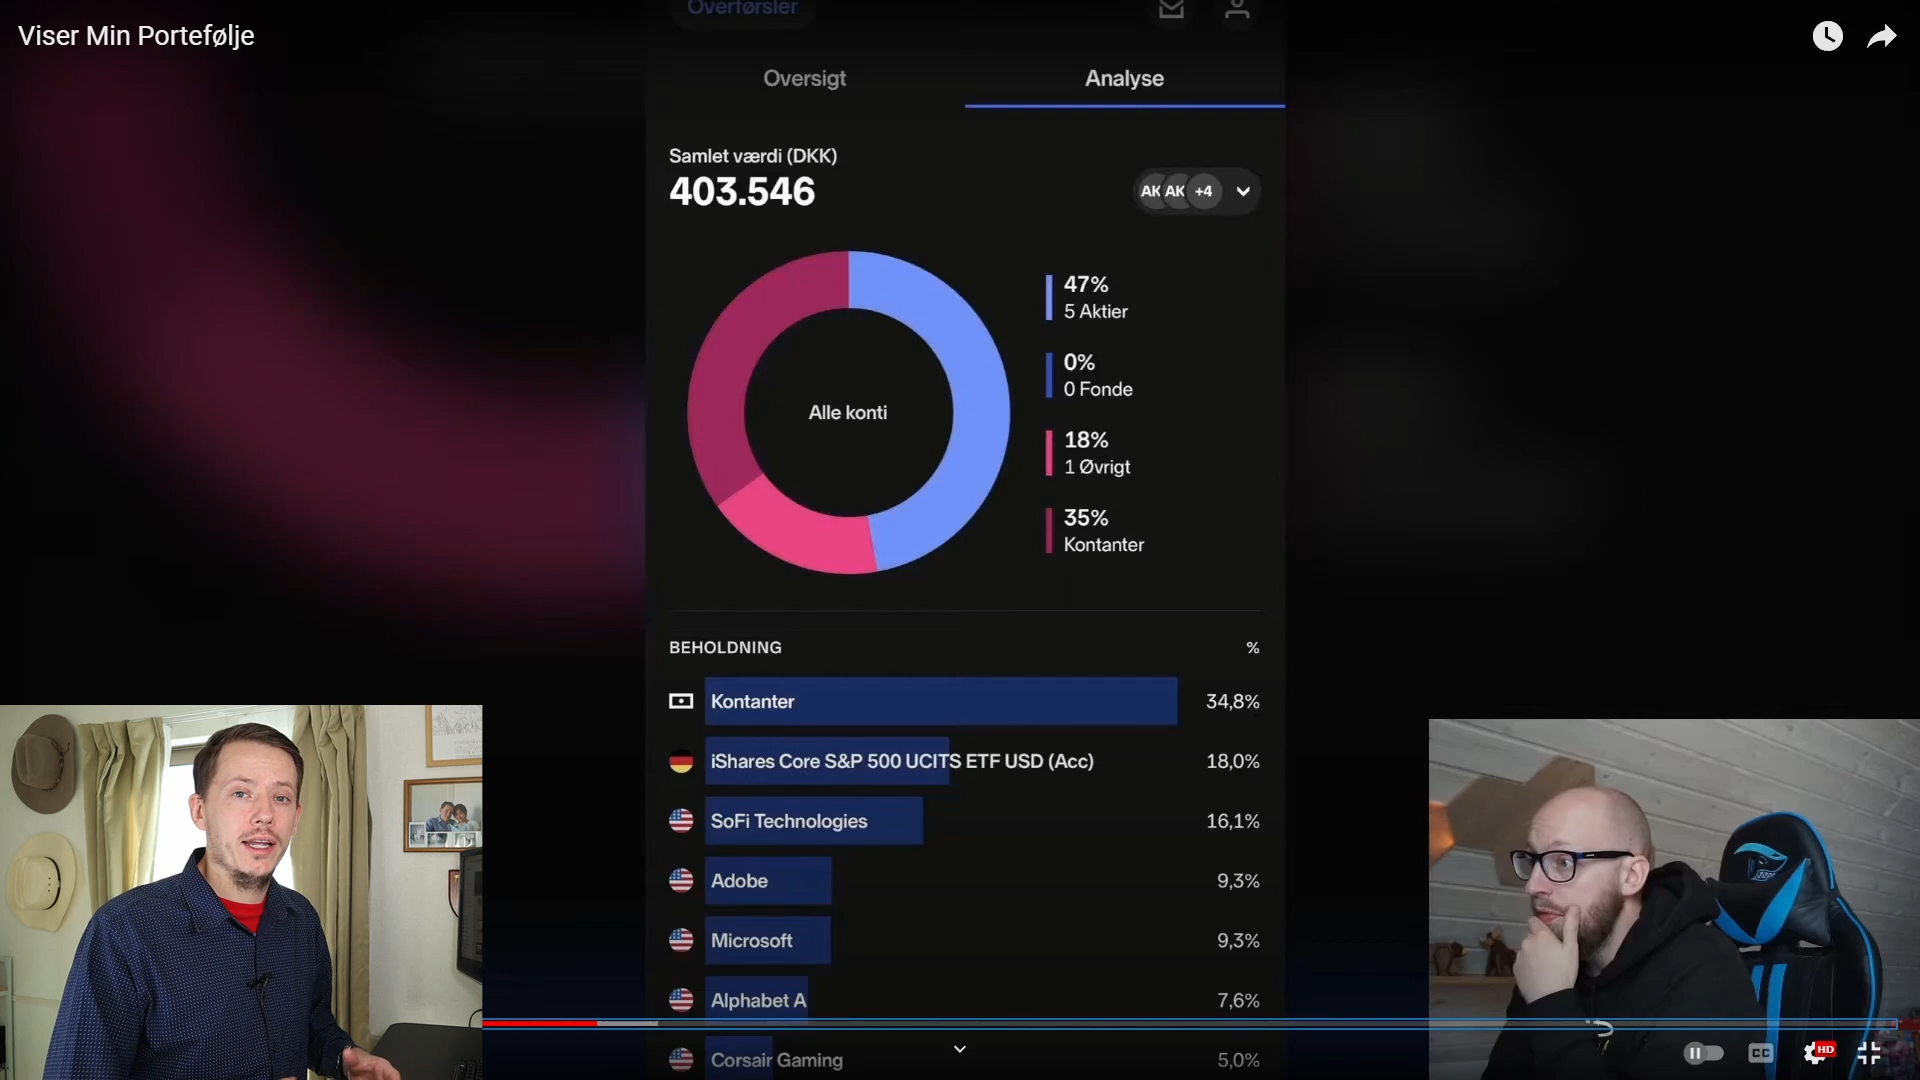 Overførsler
Viser Min Portefølje
Oversigt
Analyse
Samlet værdi (DKK)
403.546
AK AK +4
47%
5 Aktier
0%
0 Fonde
Alle konti
18%
1 Øvrigt
35%
Kontanter
BEHOLDNING %
Kontanter 34,8%
iShares Core S&P 500 UCITS ETF USD (Acc) 18,0%
SoFi Technologies 16,1%
Adobe 9,3%
Microsoft 9,3%
Alphabet A 7,6%
Corsair Gaming 5,0%
CC
HD